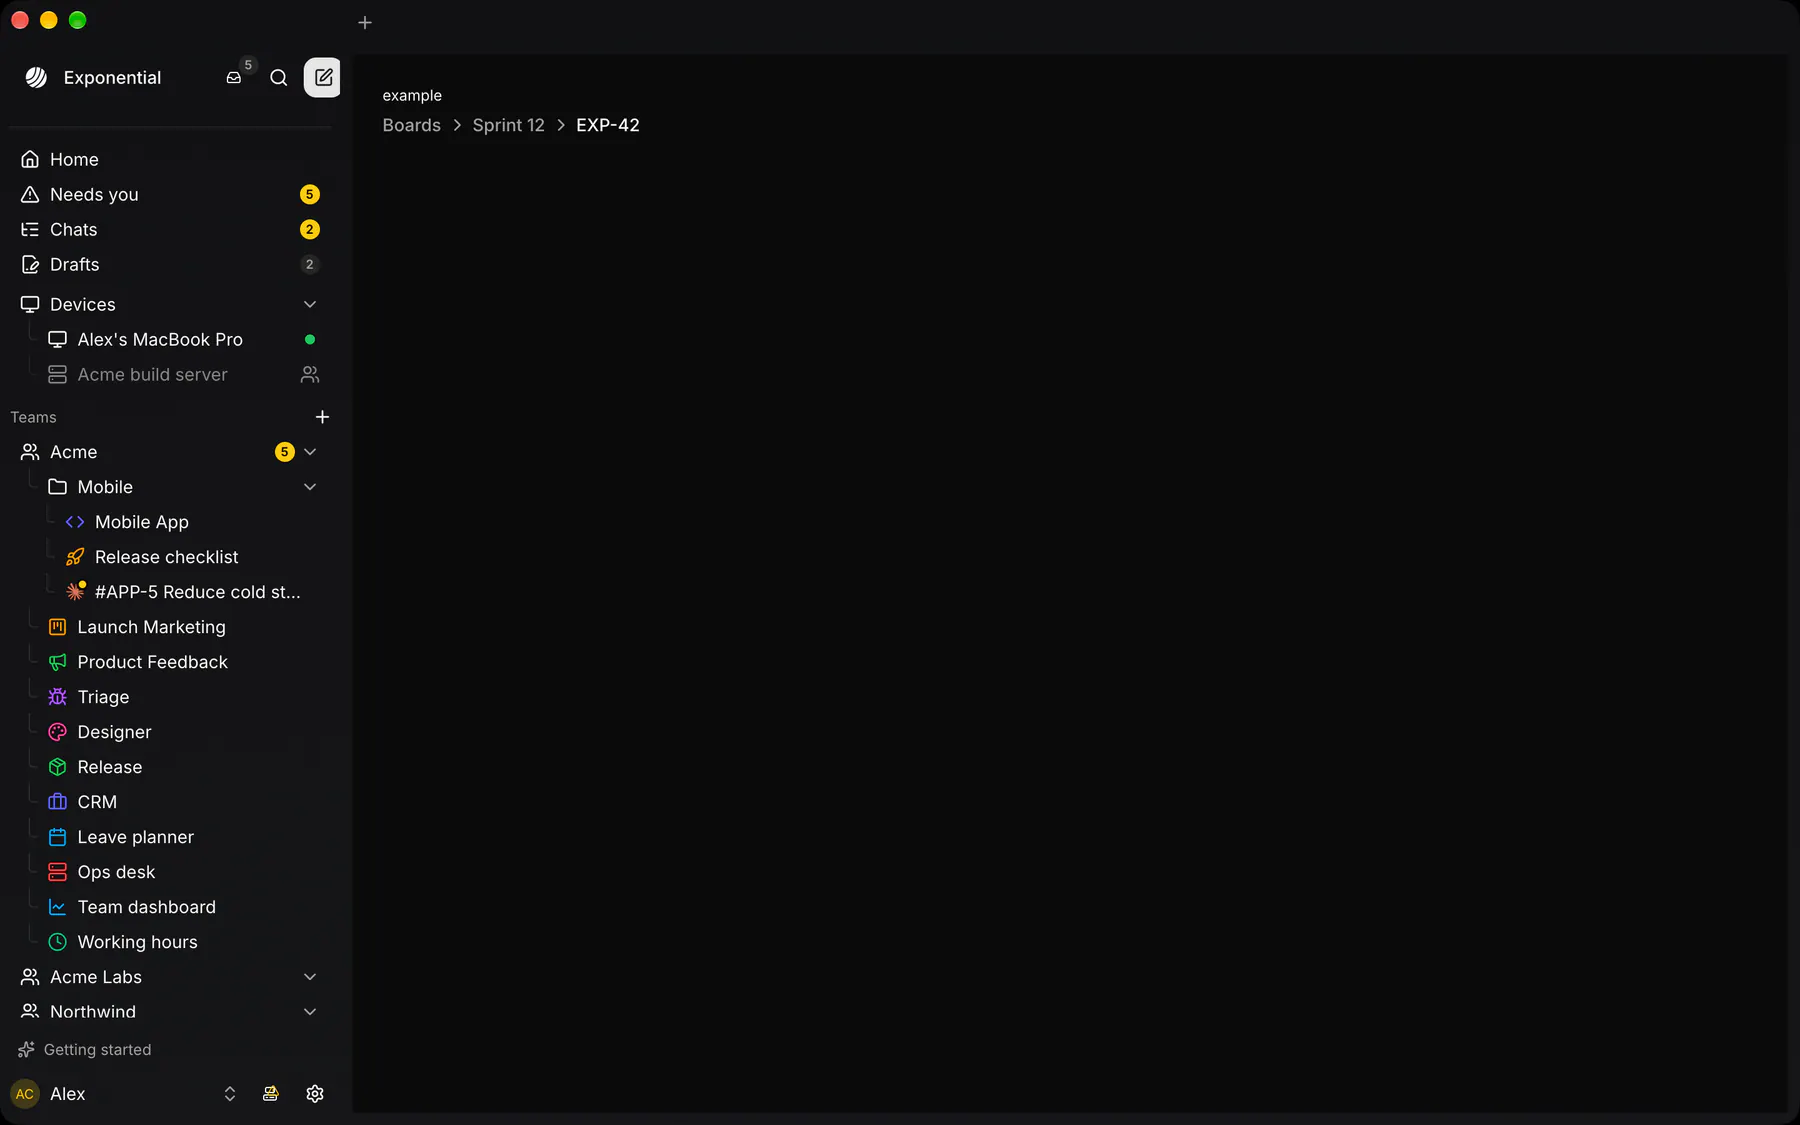 Exponential
5
Home
Needs you 5
Chats 2
Drafts 2
Devices
Alex's MacBook Pro
Acme build server
Teams
Acme 5
Mobile
Mobile App
Release checklist
#APP-5 Reduce cold st...
Launch Marketing
Product Feedback
Triage
Designer
Release
CRM
Leave planner
Ops desk
Team dashboard
Working hours
Acme Labs
Northwind
Getting started
AC Alex
example
Boards > Sprint 12 > EXP-42